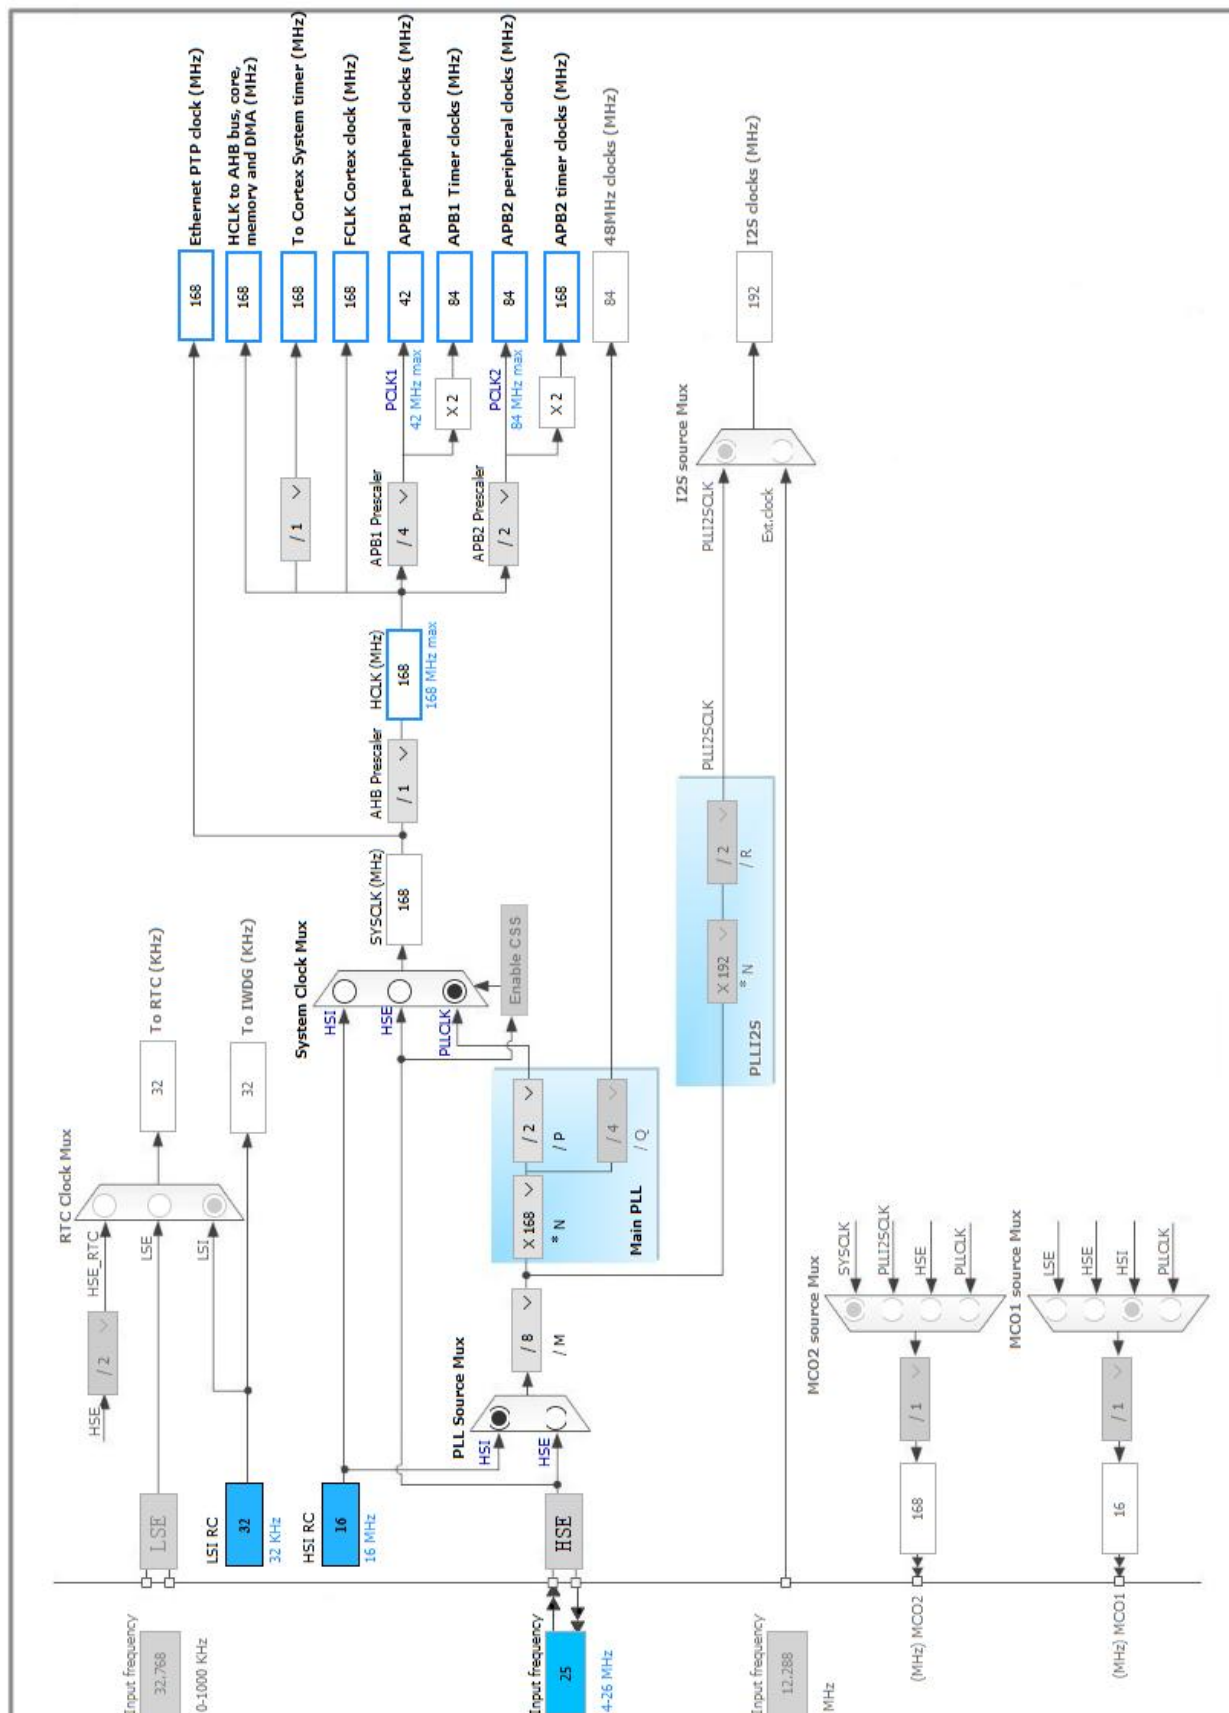 Input frequency
32.768
0-1000 KHz
LSE
HSE
/ 2
HSE_RTC
LSE
LSI
RTC Clock Mux
32
To RTC (KHz)
LSI RC
32
32 KHz
32
To IWDG (KHz)
HSI RC
16
16 MHz
System Clock Mux
HSI
HSE
PLLCLK
Enable CSS
SYSCLK (MHz)
168
AHB Prescaler
/ 1
HCLK (MHz)
168
168 MHz max
168
Ethernet PTP clock (MHz)
168
HCLK to AHB bus, core,
memory and DMA (MHz)
/ 1
168
To Cortex System timer (MHz)
168
FCLK Cortex clock (MHz)
APB1 Prescaler
/ 4
PCLK1
42 MHz max
42
APB1 peripheral clocks (MHz)
X 2
84
APB1 Timer clocks (MHz)
APB2 Prescaler
/ 2
PCLK2
84 MHz max
84
APB2 peripheral clocks (MHz)
X 2
168
APB2 timer clocks (MHz)
84
48MHz clocks (MHz)
Input frequency
25
4-26 MHz
HSE
PLL Source Mux
HSI
HSE
/ 8
/ M
X 168
* N
/ 2
/ P
/ 4
/ Q
Main PLL
X 192
* N
/ 2
/ R
PLLI2S
PLLI2SCLK
I2S source Mux
PLLI2SCLK
Ext.clock
192
I2S clocks (MHz)
Input frequency
12.288
MHz
MCO2 source Mux
SYSCLK
PLLI2SCLK
HSE
PLLCLK
/ 1
168
(MHz) MCO2
MCO1 source Mux
LSE
HSE
HSI
PLLCLK
/ 1
16
(MHz) MCO1